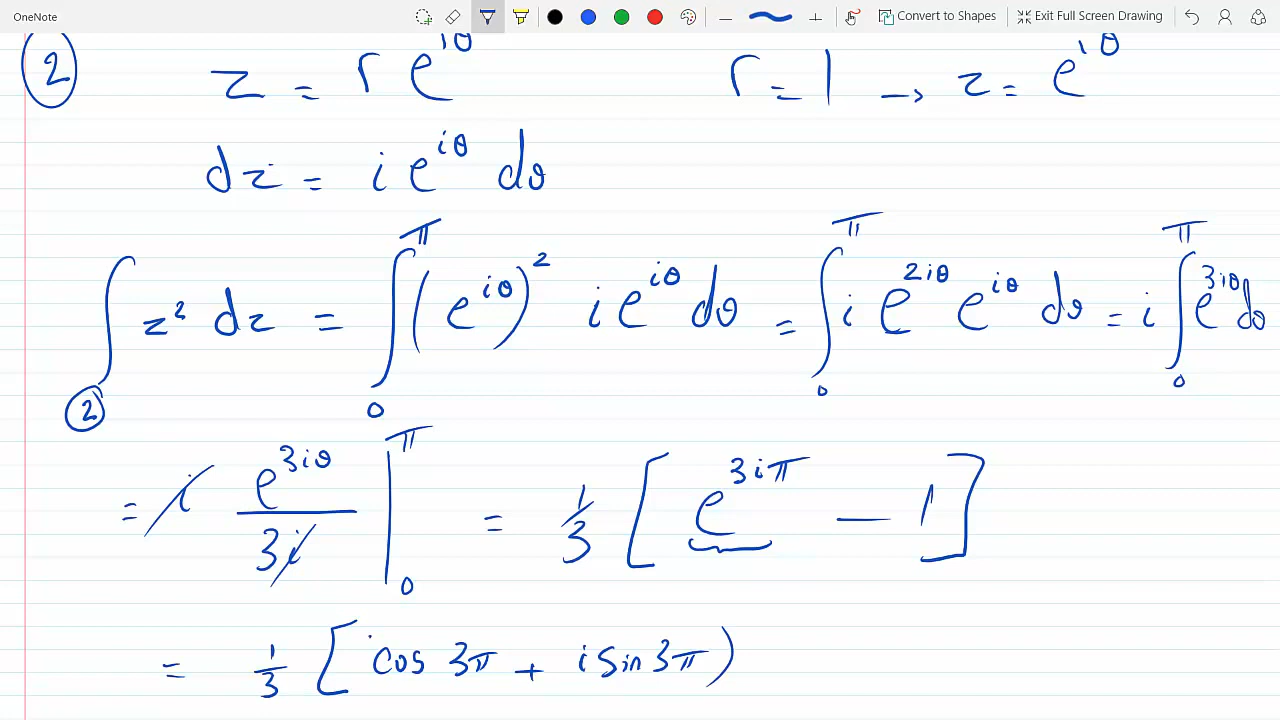 OneNote
Convert to Shapes Exit Full Screen Drawing
② z = r e^{iθ} r = 1 → z = e^{iθ}
dz = i e^{iθ} dθ
∫_② z² dz = ∫_0^π (e^{iθ})² i e^{iθ} dθ = ∫_0^π i e^{2iθ} e^{iθ} dθ = i ∫_0^π e^{3iθ} dθ
= i e^{3iθ} / 3i |_0^π = 1/3 [ e^{3iπ} − 1 ]
= 1/3 [ cos 3π + i sin 3π )